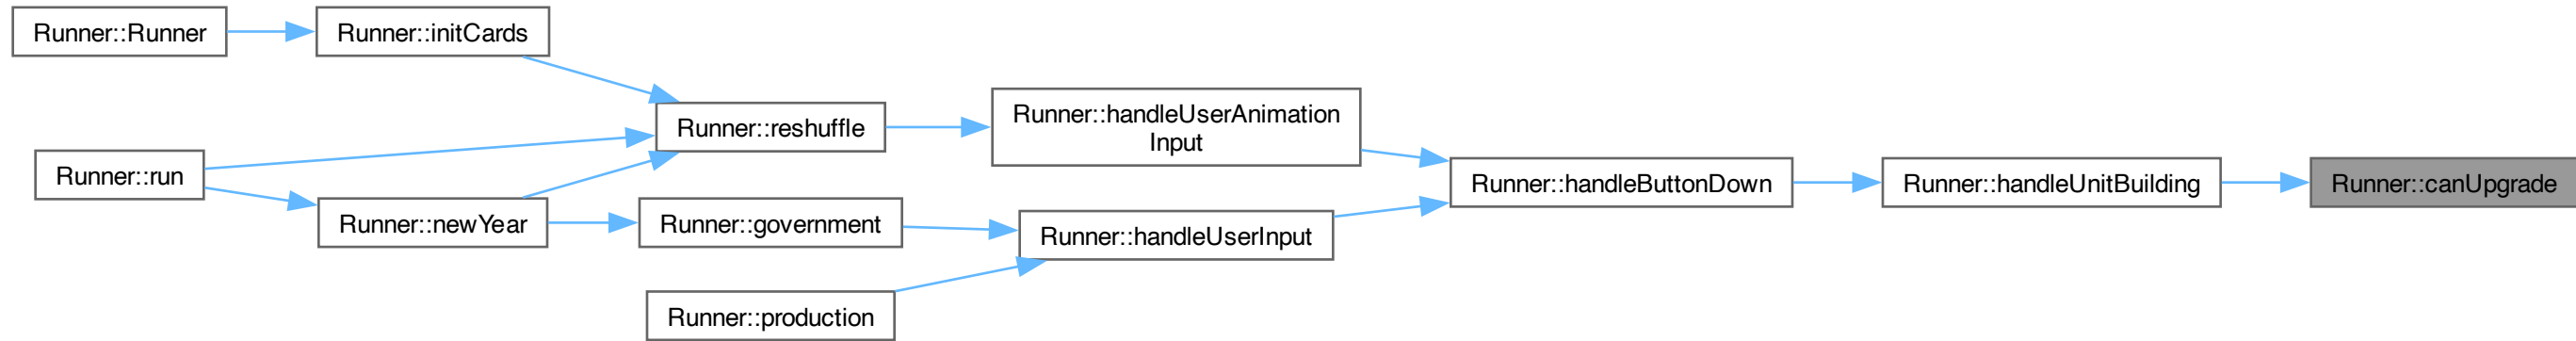 Runner::Runner
Runner::initCards
Runner::reshuffle
Runner::handleUserAnimation
Input
Runner::run
Runner::newYear
Runner::government
Runner::handleUserInput
Runner::production
Runner::handleButtonDown
Runner::handleUnitBuilding
Runner::canUpgrade